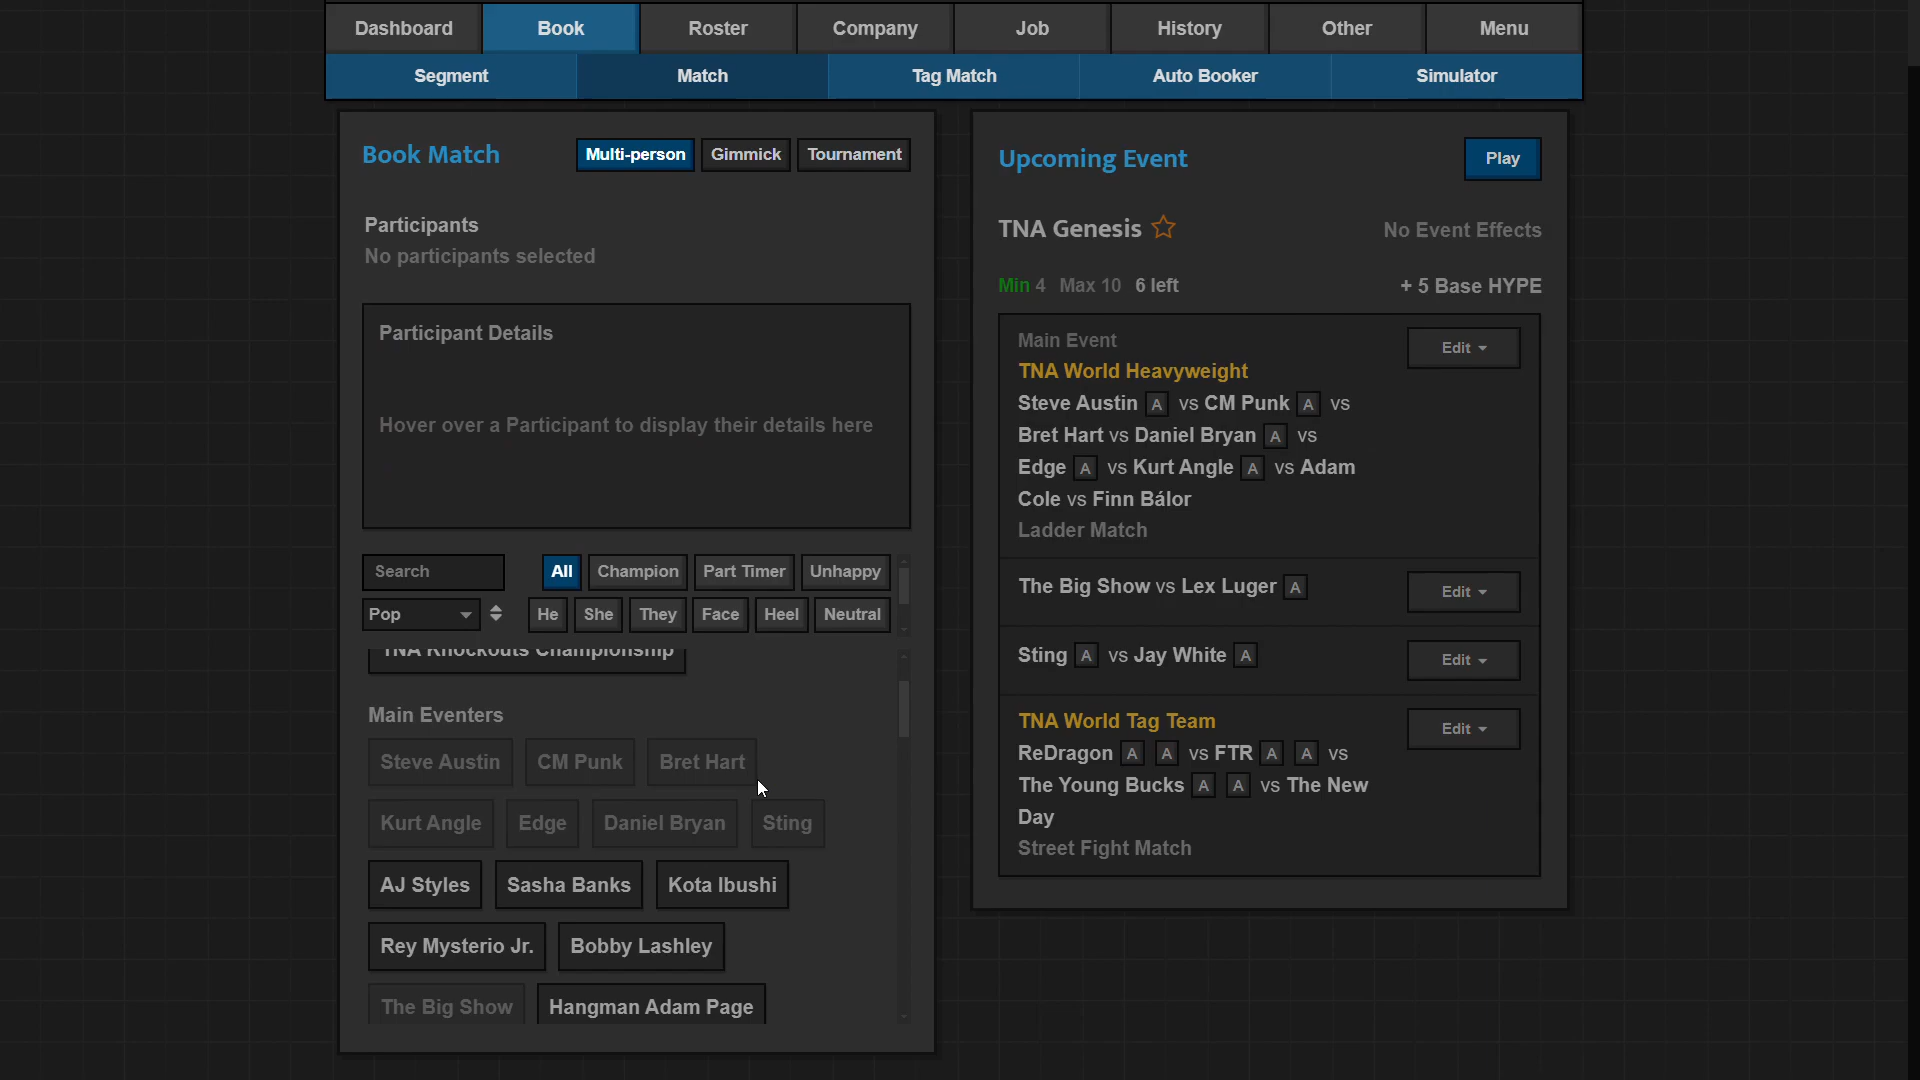 Dashboard Book Roster Company Job History Other Menu
Segment Match Tag Match Auto Booker Simulator
Book Match Multi-person Gimmick Tournament
Participants
No participants selected
Participant Details
Hover over a Participant to display their details here
Search All Champion Part Timer Unhappy
Pop He She They Face Heel Neutral
TNA Knockouts Championship
Main Eventers
Steve Austin CM Punk Bret Hart
Kurt Angle Edge Daniel Bryan Sting
AJ Styles Sasha Banks Kota Ibushi
Rey Mysterio Jr. Bobby Lashley
The Big Show Hangman Adam Page
Upcoming Event Play
TNA Genesis No Event Effects
Min 4 Max 10 6 left + 5 Base HYPE
Main Event Edit
TNA World Heavyweight
Steve Austin A vs CM Punk A vs
Bret Hart vs Daniel Bryan A vs
Edge A vs Kurt Angle A vs Adam
Cole vs Finn Bálor
Ladder Match
The Big Show vs Lex Luger A Edit
Sting A vs Jay White A Edit
TNA World Tag Team Edit
ReDragon A A vs FTR A A vs
The Young Bucks A A vs The New
Day
Street Fight Match